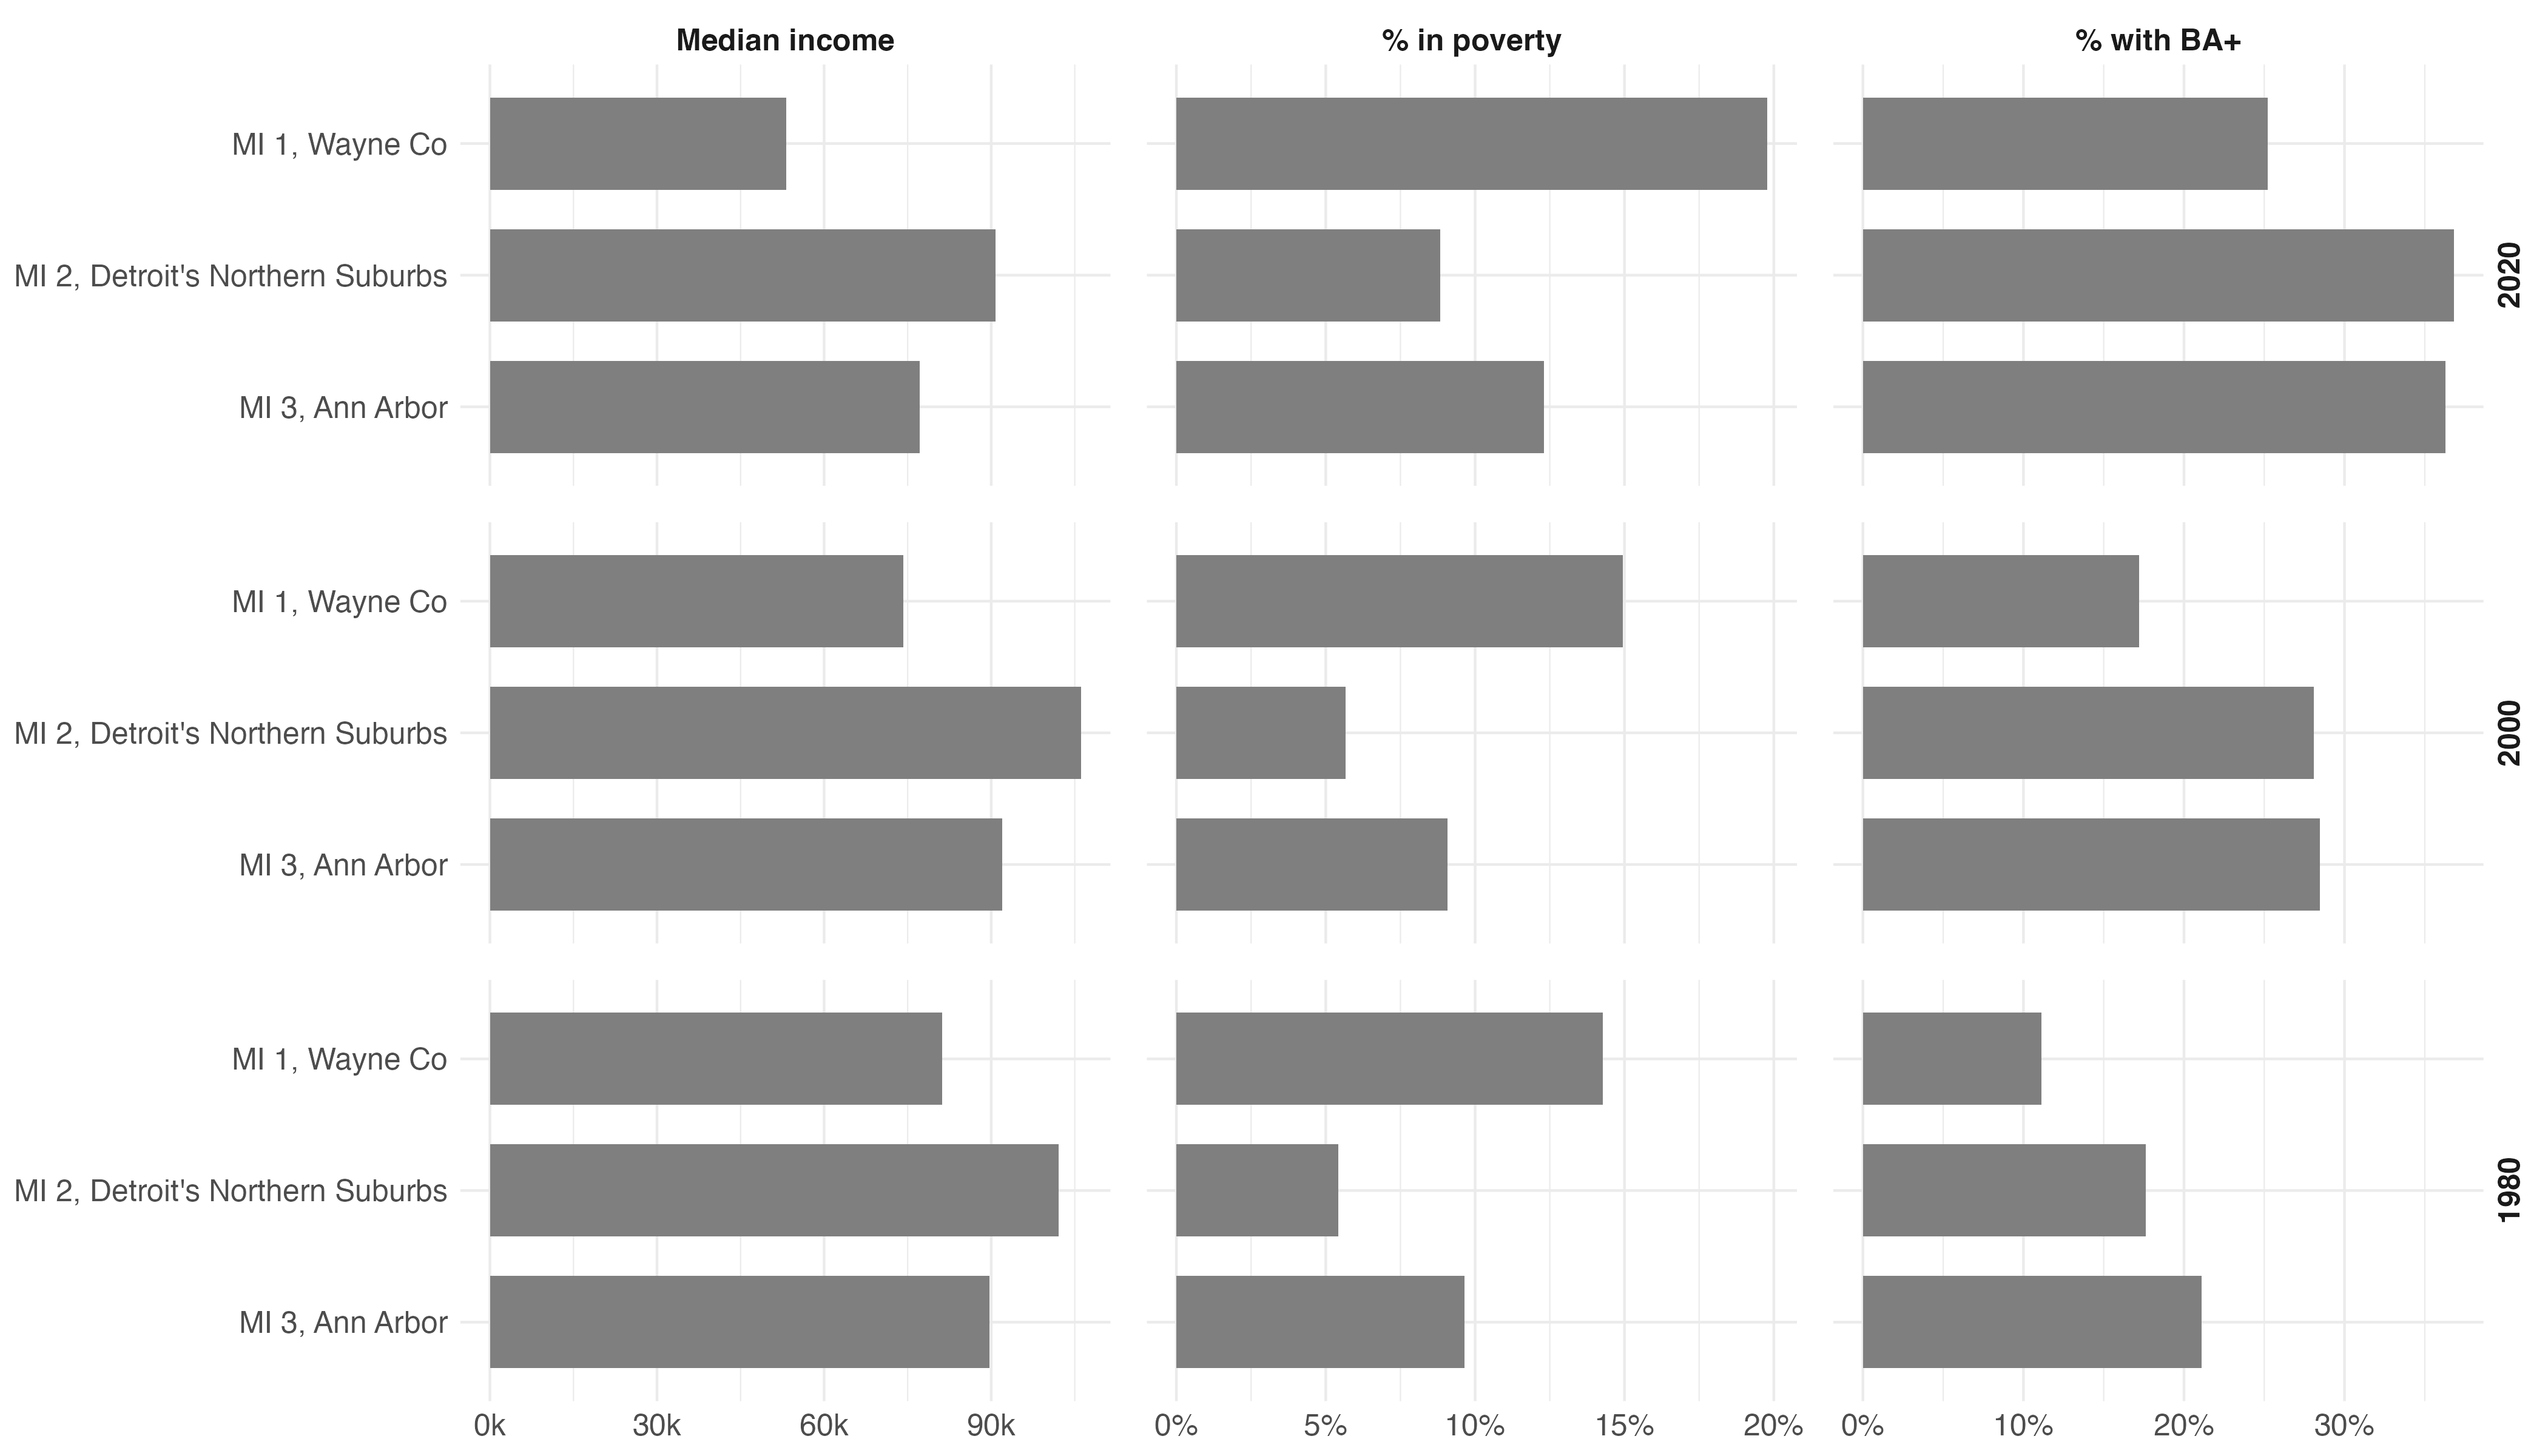 Median income
% in poverty
% with BA+
MI 1, Wayne Co
MI 2, Detroit's Northern Suburbs
MI 3, Ann Arbor
2020
MI 1, Wayne Co
MI 2, Detroit's Northern Suburbs
MI 3, Ann Arbor
2000
MI 1, Wayne Co
MI 2, Detroit's Northern Suburbs
MI 3, Ann Arbor
1980
0k 30k 60k 90k
0% 5% 10% 15% 20%
0% 10% 20% 30%